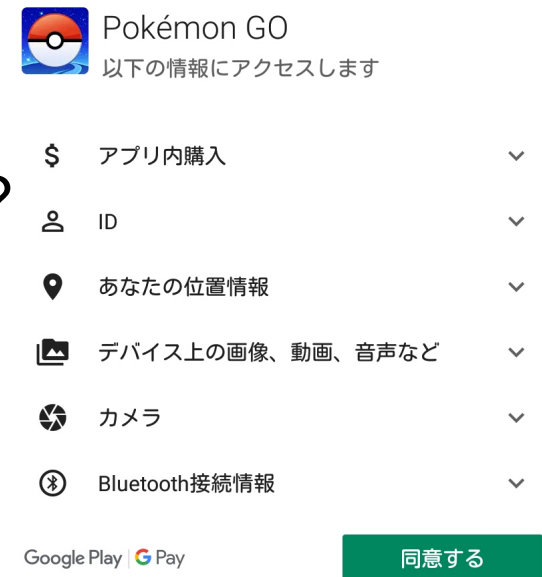 Pokémon GO
以下の情報にアクセスします
アプリ内購入
ID
あなたの位置情報
デバイス上の画像、動画、音声など
カメラ
Bluetooth接続情報
Google Play | G Pay
同意する